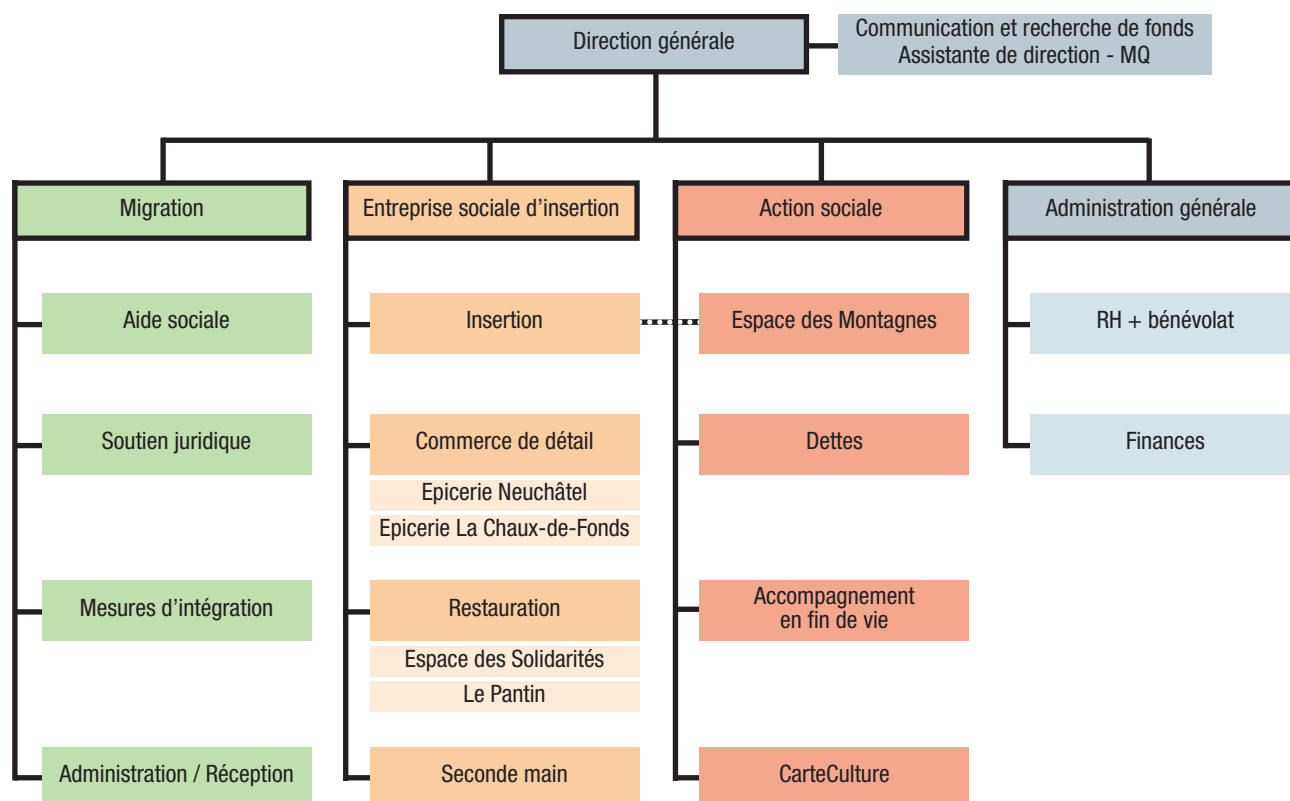 Direction générale
Communication et recherche de fonds
Assistante de direction - MQ
Migration
Entreprise sociale d’insertion
Action sociale
Administration générale
Aide sociale
Insertion
Espace des Montagnes
RH + bénévolat
Soutien juridique
Commerce de détail
Dettes
Finances
Epicerie Neuchâtel
Epicerie La Chaux-de-Fonds
Mesures d’intégration
Restauration
Accompagnement
en fin de vie
Espace des Solidarités
Le Pantin
Administration / Réception
Seconde main
CarteCulture